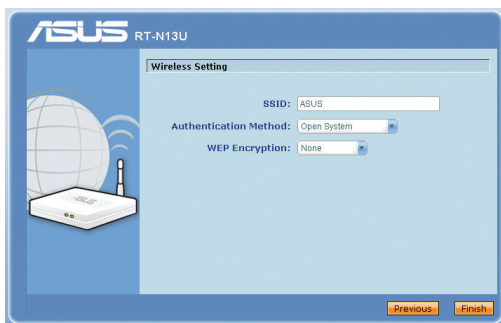 ASUS RT-N13U
Wireless Setting
SSID: ASUS
Authentication Method: Open System
WEP Encryption: None
Previous Finish